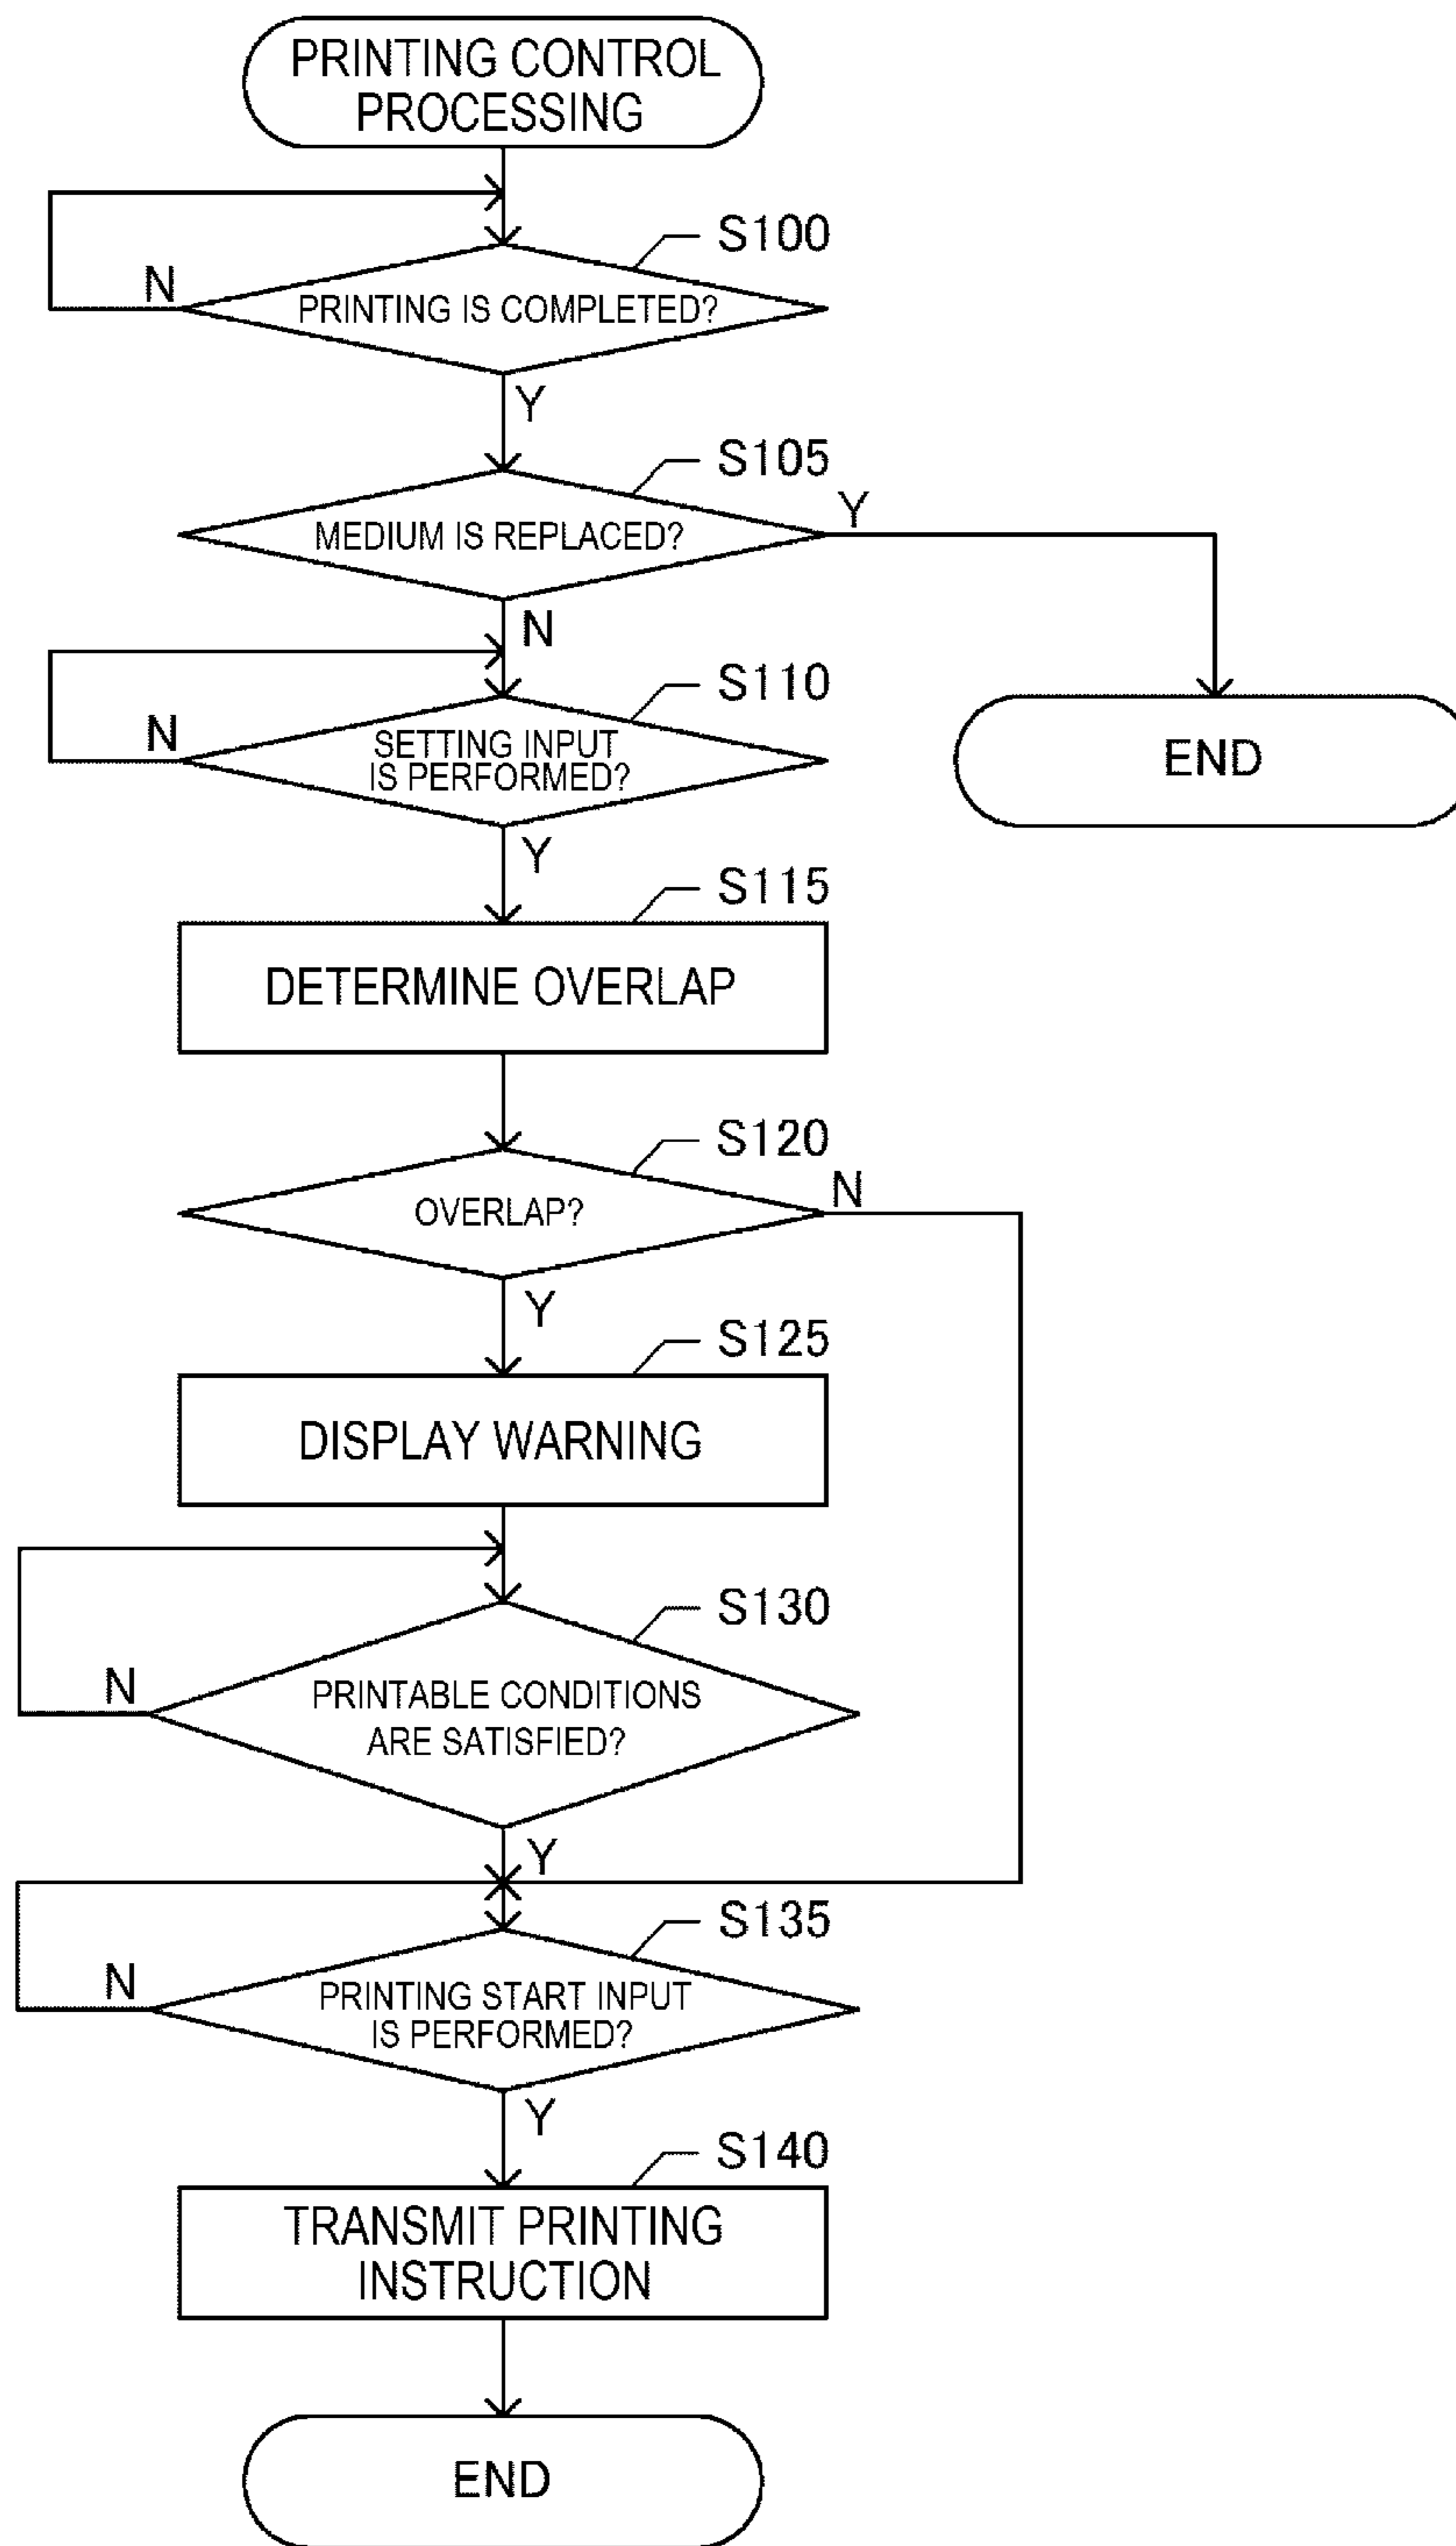 PRINTING CONTROL
PROCESSING
S100
N
PRINTING IS COMPLETED?
Y
S105
Y
MEDIUM IS REPLACED?
N
S110
N
SETTING INPUT
IS PERFORMED?
END
Y
S115
DETERMINE OVERLAP
S120
N
OVERLAP?
Y
S125
DISPLAY WARNING
S130
N
PRINTABLE CONDITIONS
ARE SATISFIED?
Y
S135
N
PRINTING START INPUT
IS PERFORMED?
Y
S140
TRANSMIT PRINTING
INSTRUCTION
END